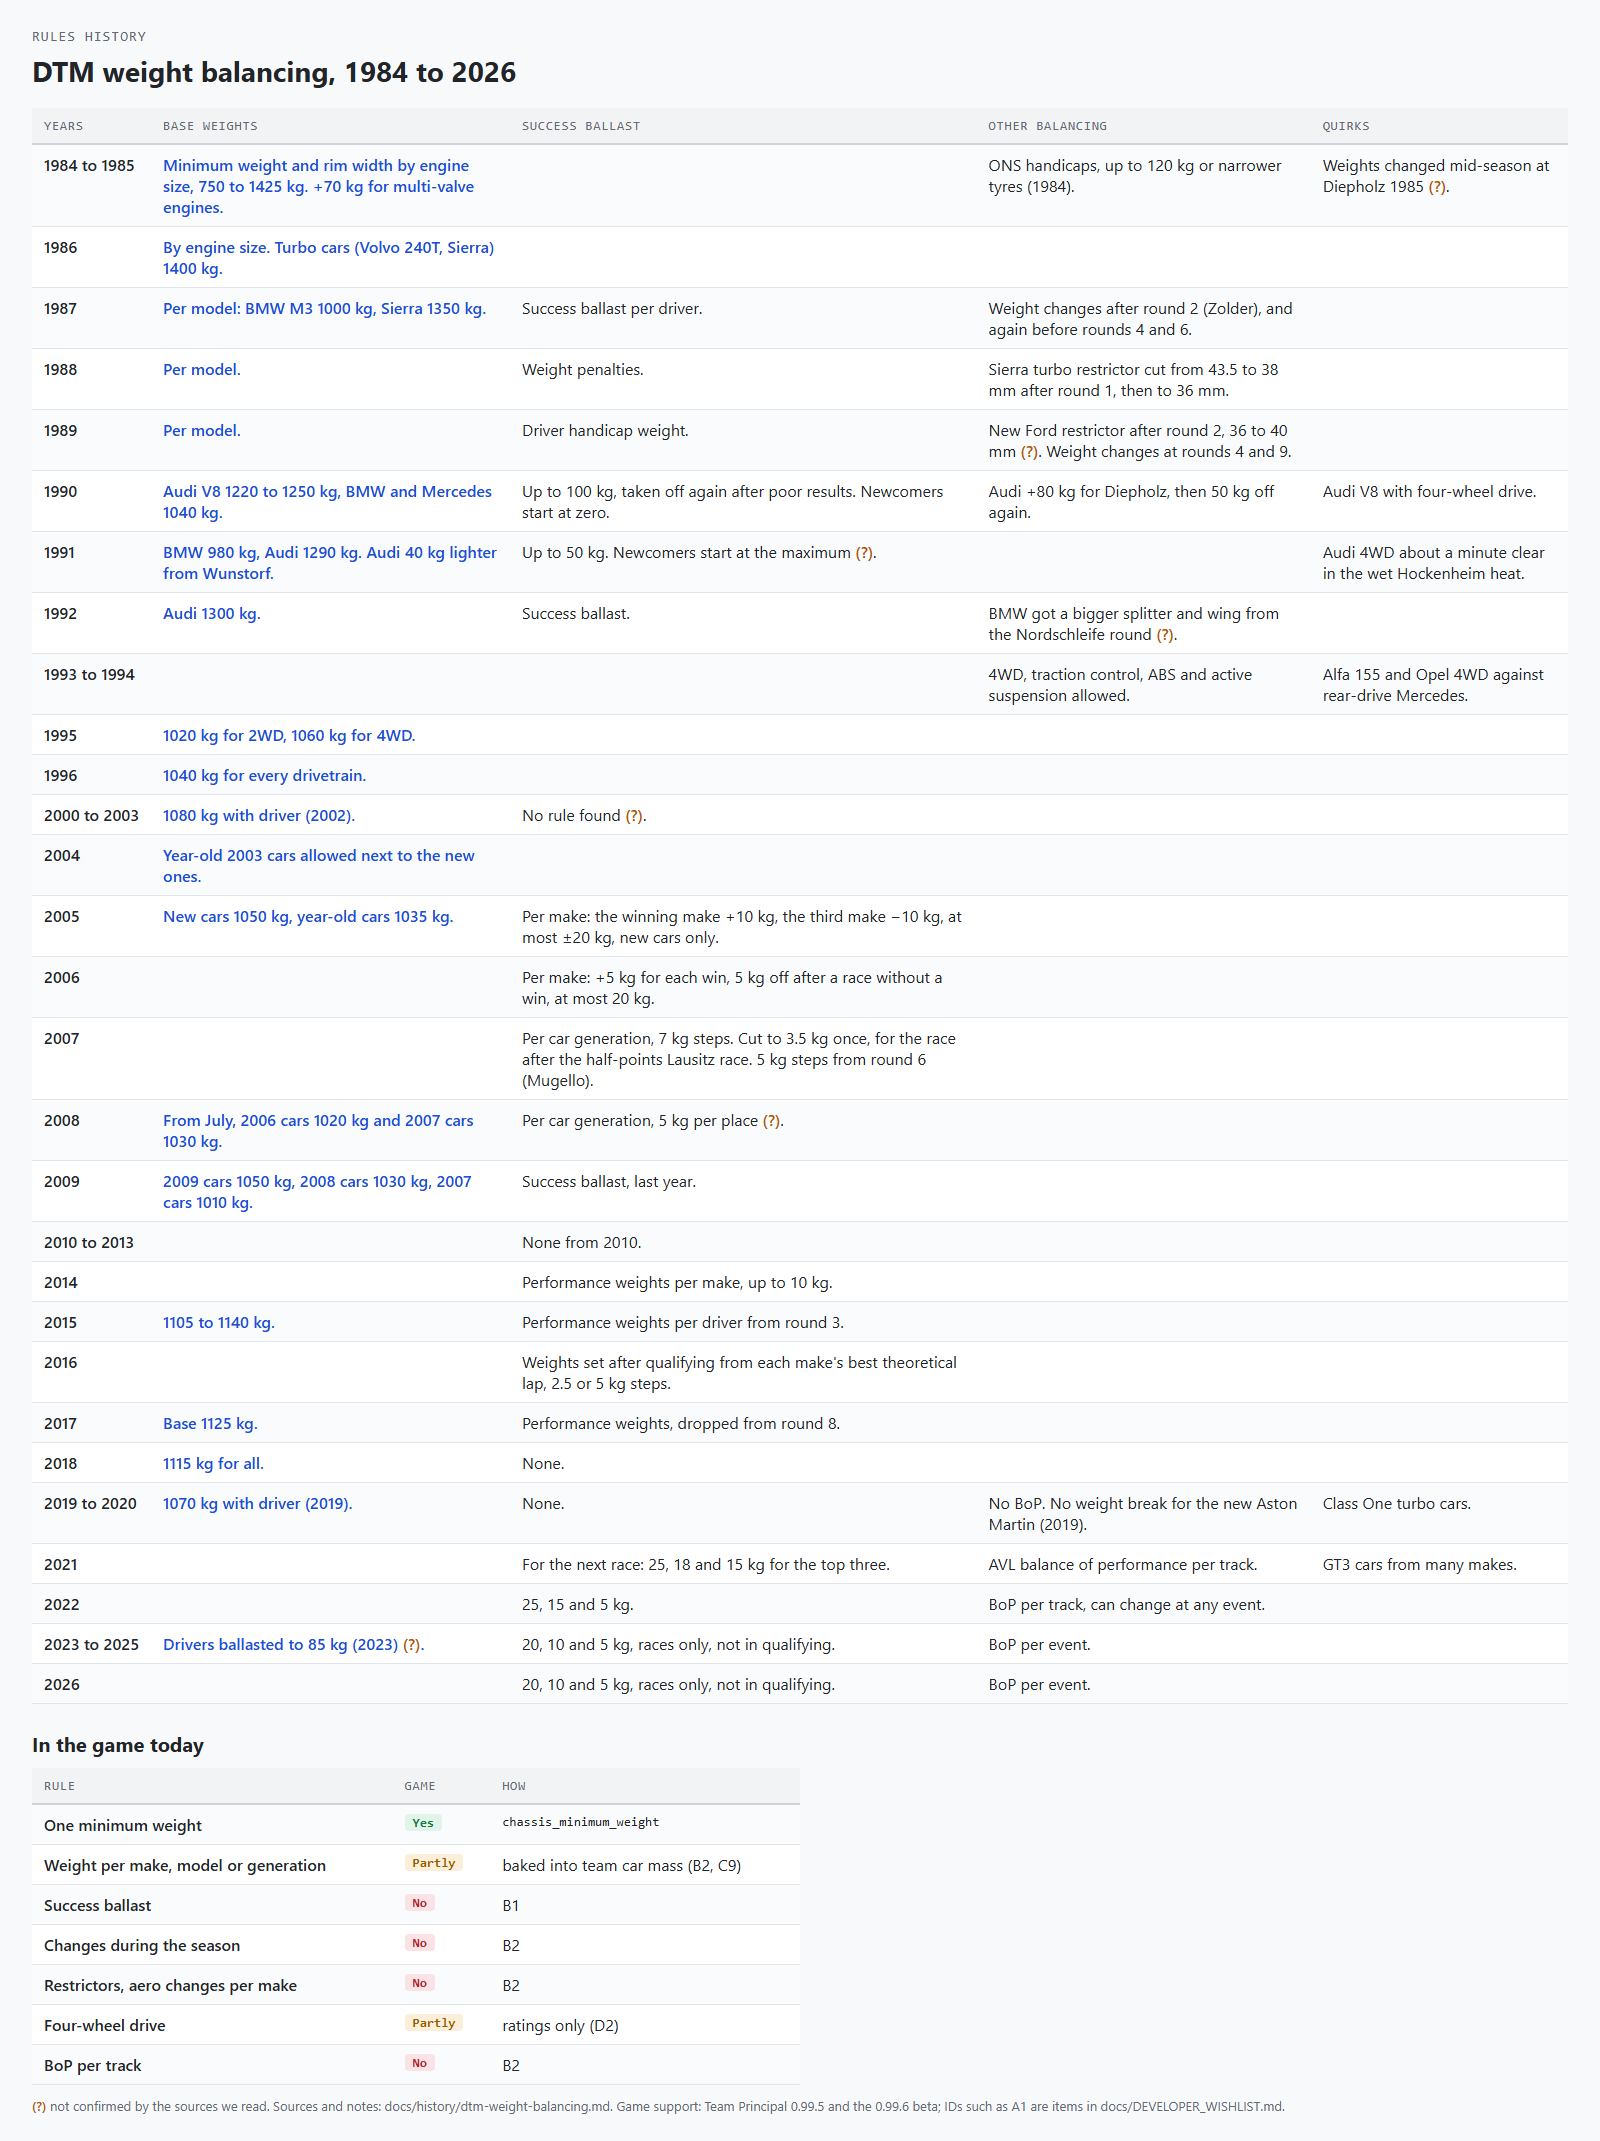 RULES HISTORY
DTM weight balancing, 1984 to 2026
YEARS BASE WEIGHTS SUCCESS BALLAST OTHER BALANCING QUIRKS
1984 to 1985 Minimum weight and rim width by engine ONS handicaps, up to 120 kg or narrower Weights changed mid-season at
size, 750 to 1425 kg. +70 kg for multi-valve tyres (1984). Diepholz 1985 (?).
engines.
1986 By engine size. Turbo cars (Volvo 240T, Sierra)
1400 kg.
1987 Per model: BMW M3 1000 kg, Sierra 1350 kg. Success ballast per driver. Weight changes after round 2 (Zolder), and
again before rounds 4 and 6.
1988 Per model. Weight penalties. Sierra turbo restrictor cut from 43.5 to 38
mm after round 1, then to 36 mm.
1989 Per model. Driver handicap weight. New Ford restrictor after round 2, 36 to 40
mm (?). Weight changes at rounds 4 and 9.
1990 Audi V8 1220 to 1250 kg, BMW and Mercedes Up to 100 kg, taken off again after poor results. Newcomers Audi +80 kg for Diepholz, then 50 kg off Audi V8 with four-wheel drive.
1040 kg. start at zero. again.
1991 BMW 980 kg, Audi 1290 kg. Audi 40 kg lighter Up to 50 kg. Newcomers start at the maximum (?). Audi 4WD about a minute clear
from Wunstorf. in the wet Hockenheim heat.
1992 Audi 1300 kg. Success ballast. BMW got a bigger splitter and wing from
the Nordschleife round (?).
1993 to 1994 4WD, traction control, ABS and active Alfa 155 and Opel 4WD against
suspension allowed. rear-drive Mercedes.
1995 1020 kg for 2WD, 1060 kg for 4WD.
1996 1040 kg for every drivetrain.
2000 to 2003 1080 kg with driver (2002). No rule found (?).
2004 Year-old 2003 cars allowed next to the new
ones.
2005 New cars 1050 kg, year-old cars 1035 kg. Per make: the winning make +10 kg, the third make −10 kg, at
most ±20 kg, new cars only.
2006 Per make: +5 kg for each win, 5 kg off after a race without a
win, at most 20 kg.
2007 Per car generation, 7 kg steps. Cut to 3.5 kg once, for the race
after the half-points Lausitz race. 5 kg steps from round 6
(Mugello).
2008 From July, 2006 cars 1020 kg and 2007 cars Per car generation, 5 kg per place (?).
1030 kg.
2009 2009 cars 1050 kg, 2008 cars 1030 kg, 2007 Success ballast, last year.
cars 1010 kg.
2010 to 2013 None from 2010.
2014 Performance weights per make, up to 10 kg.
2015 1105 to 1140 kg. Performance weights per driver from round 3.
2016 Weights set after qualifying from each make's best theoretical
lap, 2.5 or 5 kg steps.
2017 Base 1125 kg. Performance weights, dropped from round 8.
2018 1115 kg for all. None.
2019 to 2020 1070 kg with driver (2019). None. No BoP. No weight break for the new Aston Class One turbo cars.
Martin (2019).
2021 For the next race: 25, 18 and 15 kg for the top three. AVL balance of performance per track. GT3 cars from many makes.
2022 25, 15 and 5 kg. BoP per track, can change at any event.
2023 to 2025 Drivers ballasted to 85 kg (2023) (?). 20, 10 and 5 kg, races only, not in qualifying. BoP per event.
2026 20, 10 and 5 kg, races only, not in qualifying. BoP per event.
In the game today
RULE GAME HOW
One minimum weight Yes chassis_minimum_weight
Weight per make, model or generation Partly baked into team car mass (B2, C9)
Success ballast No B1
Changes during the season No B2
Restrictors, aero changes per make No B2
Four-wheel drive Partly ratings only (D2)
BoP per track No B2
(?) not confirmed by the sources we read. Sources and notes: docs/history/dtm-weight-balancing.md. Game support: Team Principal 0.99.5 and the 0.99.6 beta; IDs such as A1 are items in docs/DEVELOPER_WISHLIST.md.